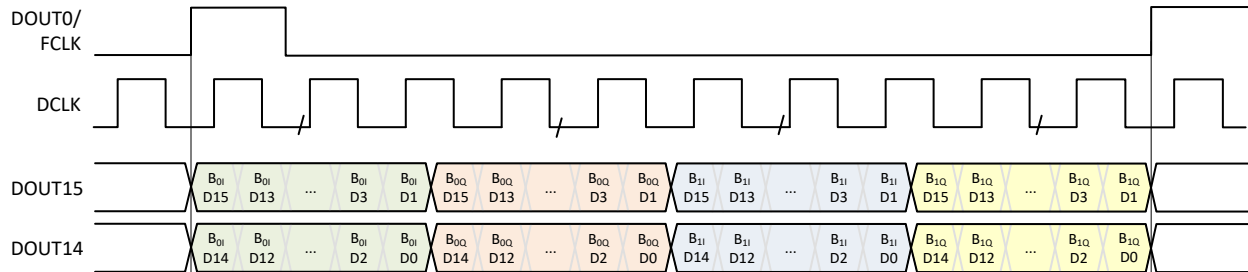 DOUT0/
FCLK
DCLK
DOUT15
B0I B0I ... B0I B0I B0Q B0Q ... B0Q B0Q B1I B1I ... B1I B1I B1Q B1Q ... B1Q B1Q
D15 D13 D3 D1 D15 D13 D3 D1 D15 D13 D3 D1 D15 D13 D3 D1
DOUT14
B0I B0I ... B0I B0I B0Q B0Q ... B0Q B0Q B1I B1I ... B1I B1I B1Q B1Q ... B1Q B1Q
D14 D12 D2 D0 D14 D12 D2 D0 D14 D12 D2 D0 D14 D12 D2 D0